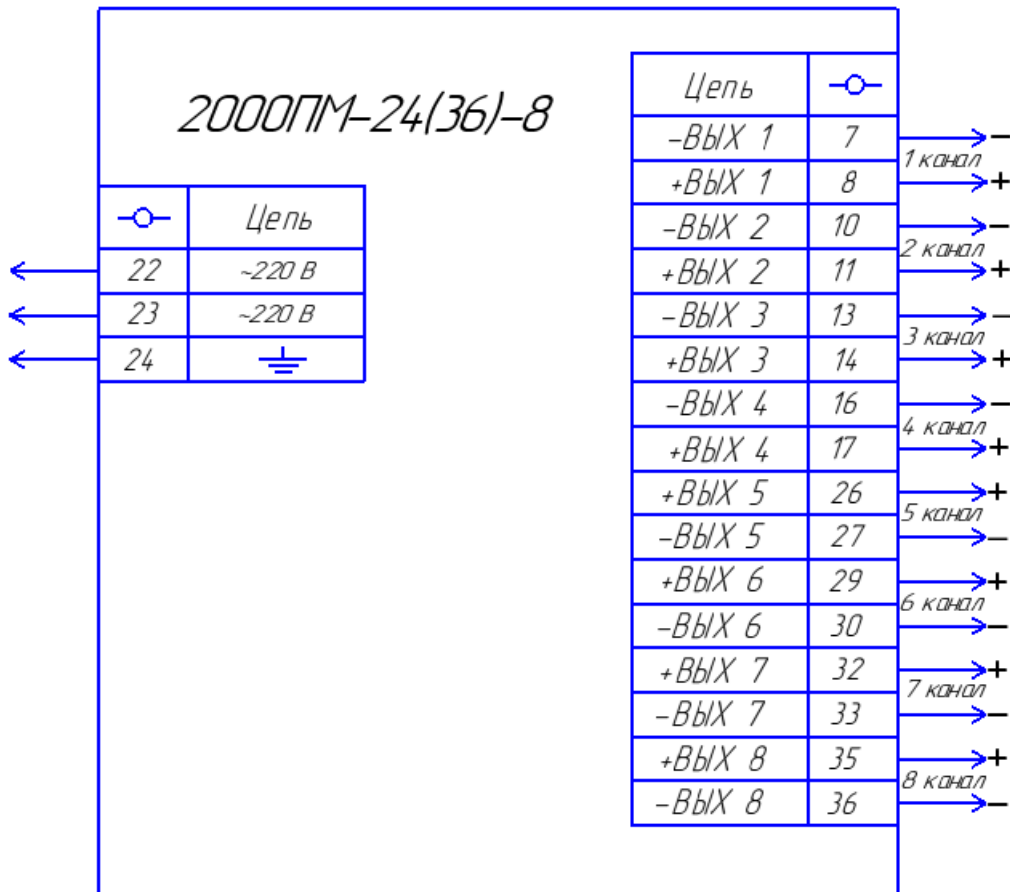 2000ПМ-24(36)-8
Цепь
22 ~220 В
23 ~220 В
24
Цепь
-ВЫХ 1 7 -
1 канал
+ВЫХ 1 8 +
-ВЫХ 2 10 -
2 канал
+ВЫХ 2 11 +
-ВЫХ 3 13 -
3 канал
+ВЫХ 3 14 +
-ВЫХ 4 16 -
4 канал
+ВЫХ 4 17 +
+ВЫХ 5 26 +
5 канал
-ВЫХ 5 27 -
+ВЫХ 6 29 +
6 канал
-ВЫХ 6 30 -
+ВЫХ 7 32 +
7 канал
-ВЫХ 7 33 -
+ВЫХ 8 35 +
8 канал
-ВЫХ 8 36 -